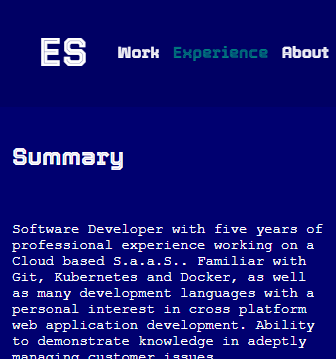 ES
Work Experience About
Summary
Software Developer with five years of
professional experience working on a
Cloud based S.a.a.S.. Familiar with
Git, Kubernetes and Docker, as well
as many development languages with a
personal interest in cross platform
web application development. Ability
to demonstrate knowledge in adeptly
managing customer issues